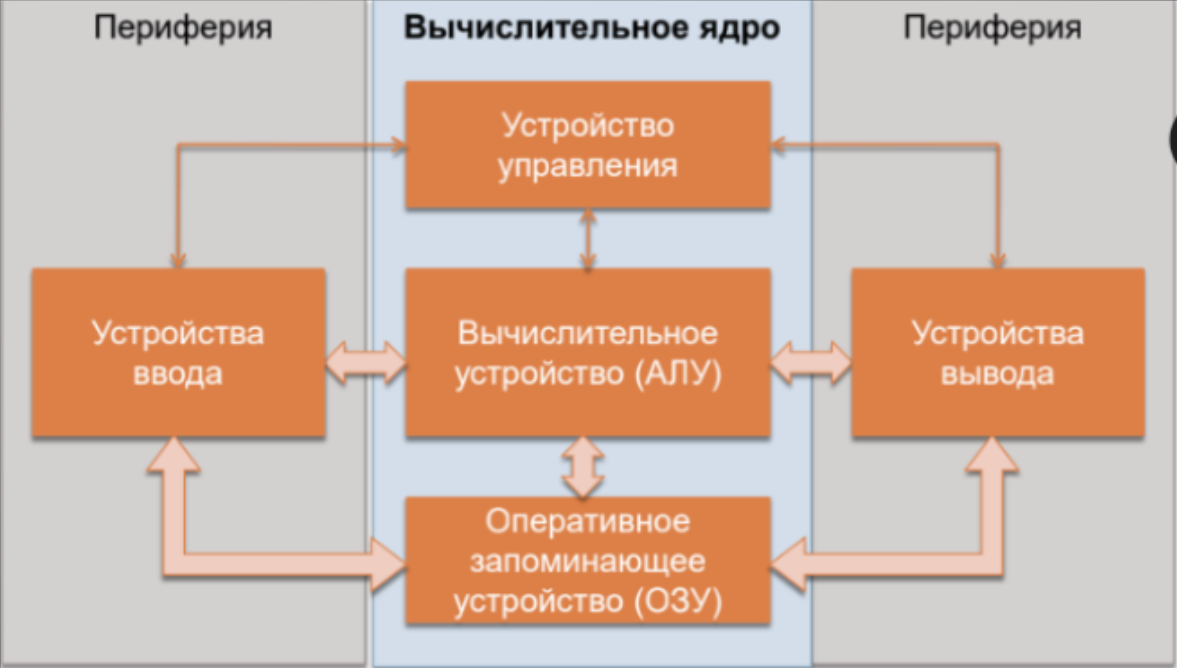 Периферия
Вычислительное ядро
Периферия
Устройство
управления
Устройства
ввода
Вычислительное
устройство (АЛУ)
Устройства
вывода
Оперативное
запоминающее
устройство (ОЗУ)